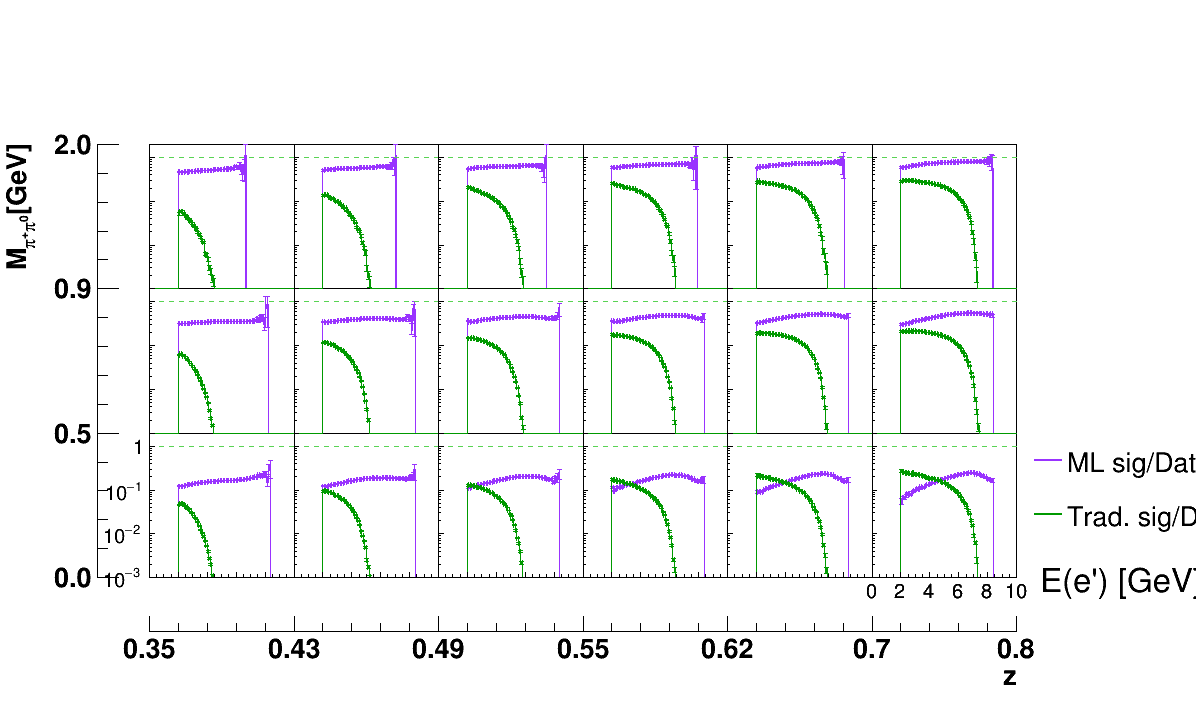 2.0
M_{π⁺π⁰}[GeV]
0.9
0.5
1
10⁻¹
10⁻²
0.0
10⁻³
0 2 4 6 8 10
E(e') [GeV]
ML sig/Dat
Trad. sig/D
0.35 0.43 0.49 0.55 0.62 0.7 0.8
z